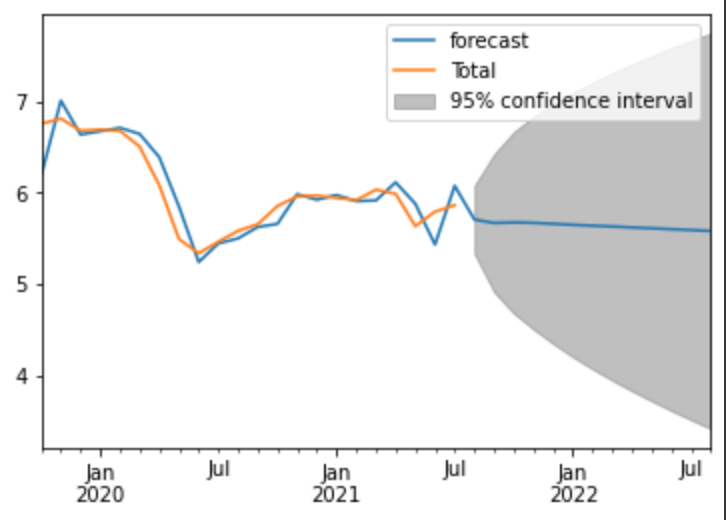 forecast
Total
95% confidence interval
7
6
5
4
Jan Jul Jan Jul Jan Jul
2020 2021 2022